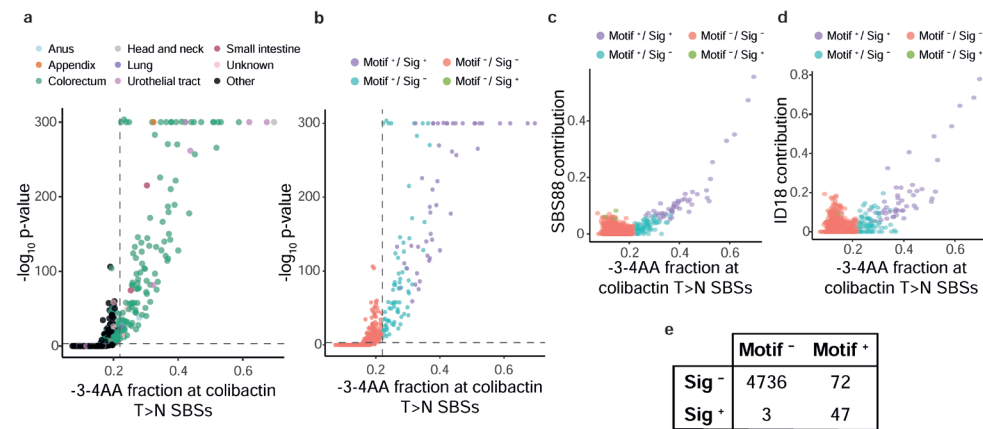 a
Anus
Head and neck
Small intestine
Appendix
Lung
Unknown
Colorectum
Urothelial tract
Other
300
200
100
0
-log10 p-value
0.2
0.4
0.6
-3-4AA fraction at colibactin
T>N SBSs
b
Motif + / Sig +
Motif - / Sig -
Motif + / Sig -
Motif - / Sig +
300
200
100
0
-log10 p-value
0.2
0.4
0.6
-3-4AA fraction at colibactin
T>N SBSs
c
Motif + / Sig +
Motif - / Sig -
Motif + / Sig -
Motif - / Sig +
0.4
0.2
0
SBS88 contribution
0.2
0.4
0.6
-3-4AA fraction at
colibactin T>N SBSs
d
Motif + / Sig +
Motif - / Sig -
Motif + / Sig -
Motif - / Sig +
0.8
0.6
0.4
0.2
0
ID18 contribution
0.2
0.4
0.6
-3-4AA fraction at
colibactin T>N SBSs
e
Motif - Motif +
Sig - 4736 72
Sig + 3 47